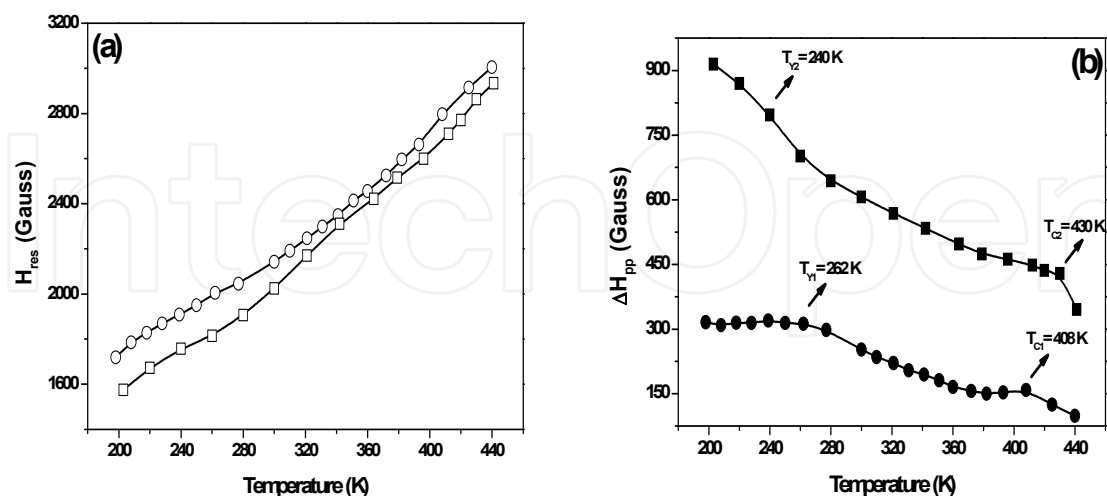 (a)
3200
2800
2400
2000
1600
H_res (Gauss)
200 240 280 320 360 400 440
Temperature (K)
(b)
900
750
600
450
300
150
ΔH_pp (Gauss)
T_Y2=240 K
T_C2=430 K
T_Y1=262 K
T_C1=408 K
200 240 280 320 360 400 440
Temperature (K)
IntechOpen